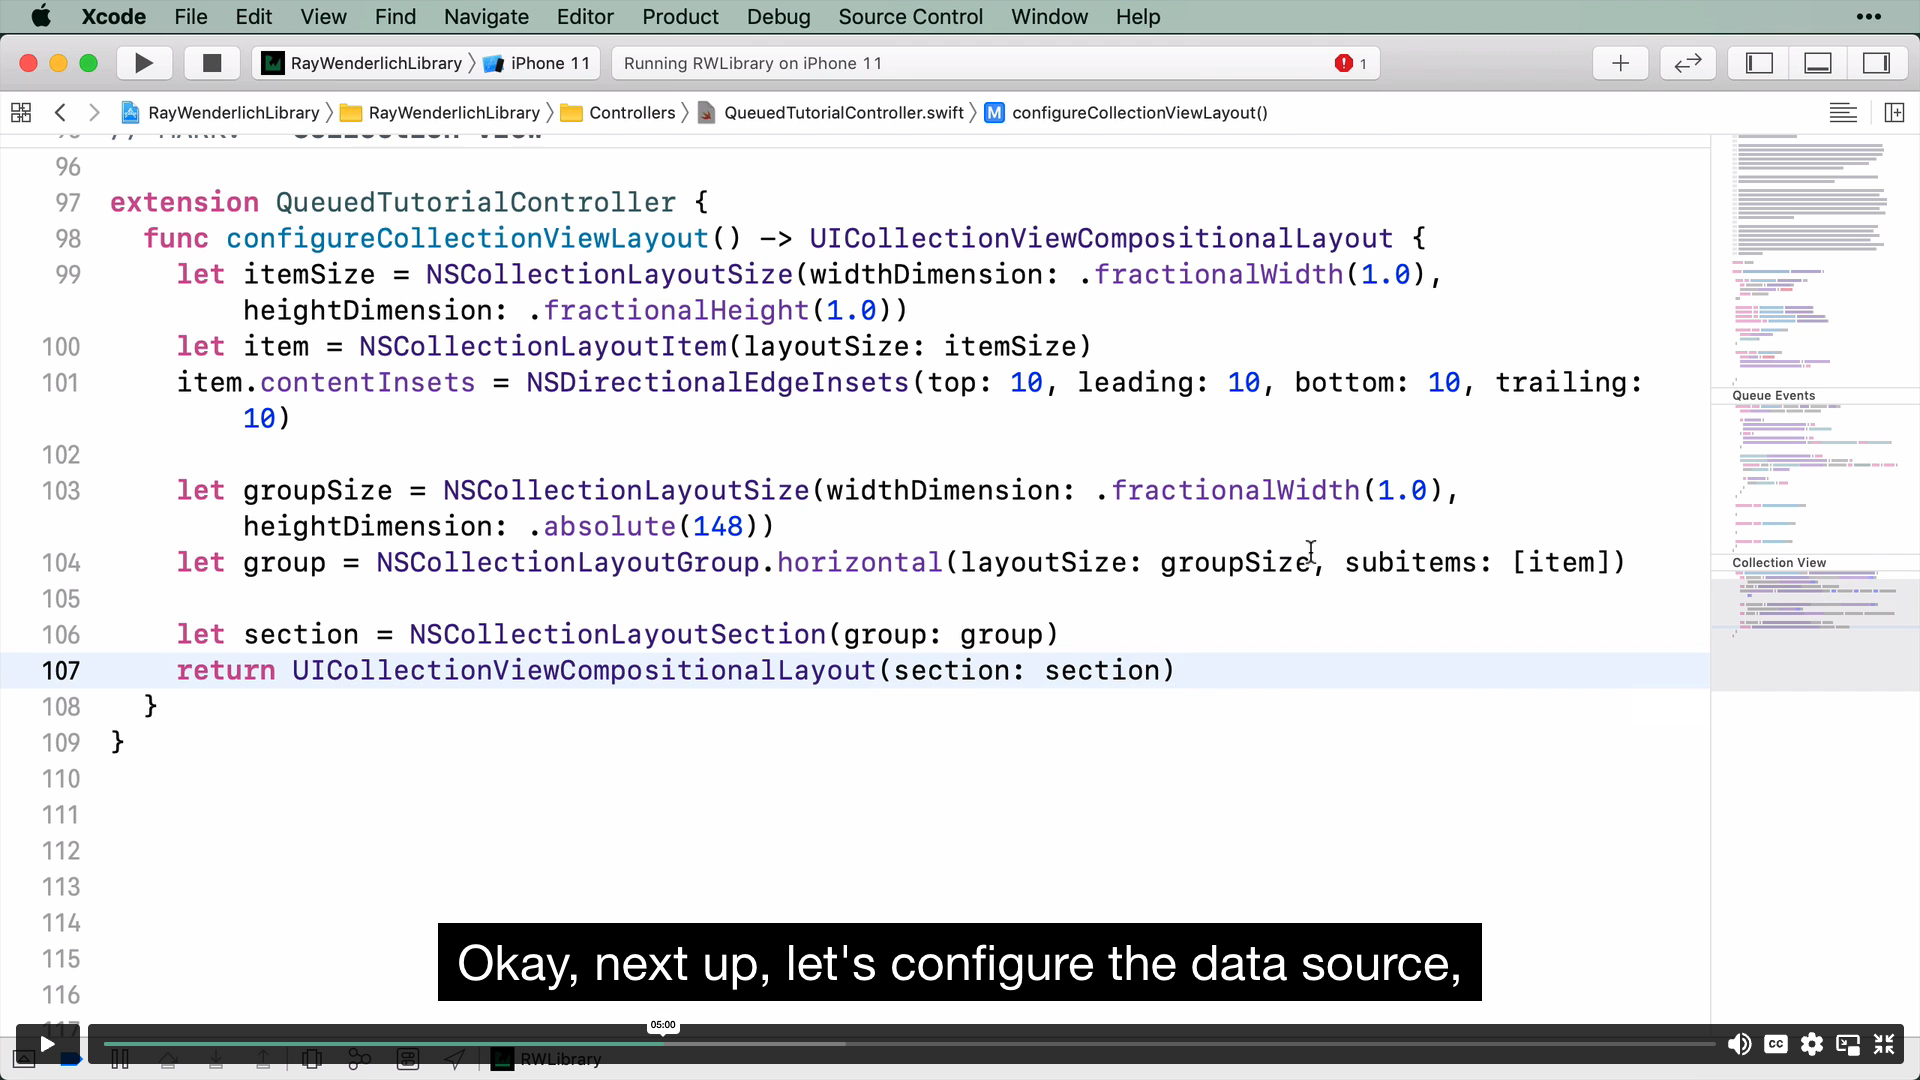 Xcode File Edit View Find Navigate Editor Product Debug Source Control Window Help
RayWenderlichLibrary iPhone 11 Running RWLibrary on iPhone 11 1
RayWenderlichLibrary RayWenderlichLibrary Controllers QueuedTutorialController.swift M configureCollectionViewLayout()
// MARK: - Collection View
96
97 extension QueuedTutorialController {
98 func configureCollectionViewLayout() -> UICollectionViewCompositionalLayout {
99 let itemSize = NSCollectionLayoutSize(widthDimension: .fractionalWidth(1.0),
heightDimension: .fractionalHeight(1.0))
100 let item = NSCollectionLayoutItem(layoutSize: itemSize)
101 item.contentInsets = NSDirectionalEdgeInsets(top: 10, leading: 10, bottom: 10, trailing:
10)
102
103 let groupSize = NSCollectionLayoutSize(widthDimension: .fractionalWidth(1.0),
heightDimension: .absolute(148))
104 let group = NSCollectionLayoutGroup.horizontal(layoutSize: groupSize, subitems: [item])
105
106 let section = NSCollectionLayoutSection(group: group)
107 return UICollectionViewCompositionalLayout(section: section)
108 }
109 }
110
111
112
113
114
115
116
117
Queue Events
Collection View
Okay, next up, let's configure the data source,
05:00
CC
RWLibrary